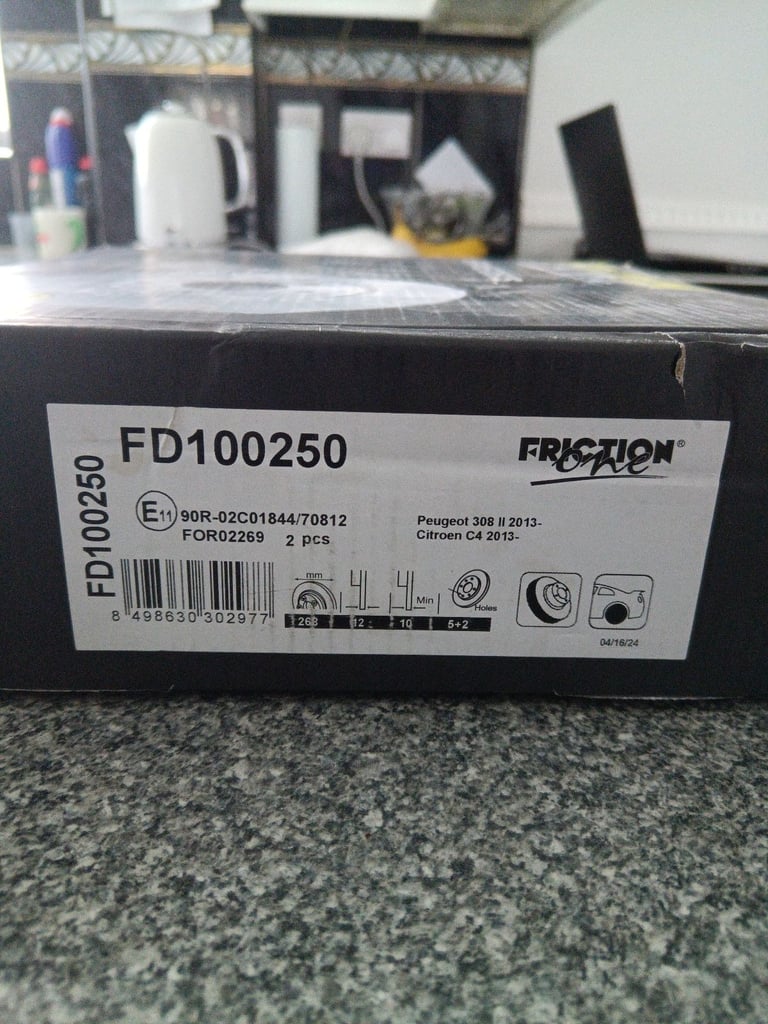 FD100250
FRICTION®
one
FD100250
E11 90R-02C01844/70812
FOR02269 2 pcs
Peugeot 308 II 2013-
Citroen C4 2013-
mm
Min
Holes
268 12 10 5+2
8 498630 302977
04/16/24